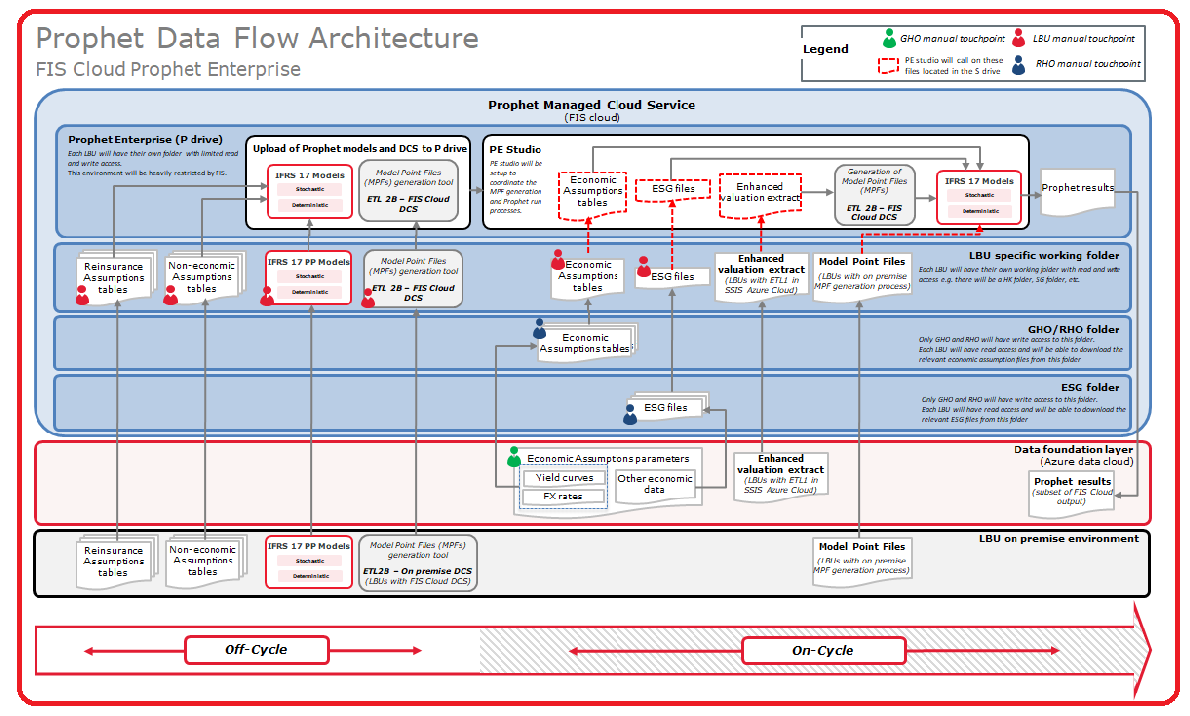 Prophet Data Flow Architecture
FIS Cloud Prophet Enterprise
Legend
GHO manual touchpoint
LBU manual touchpoint
PE studio will call on these
files located in the S drive
RHO manual touchpoint
Prophet Managed Cloud Service
(FIS cloud)
Prophet Enterprise (P drive)
Each LBU will have their own folder with limited read
and write access.
This environment will be heavily restricted by FIS.
Upload of Prophet models and DCS to P drive
IFRS 17 Models
Stochastic
Deterministic
Model Point Files
(MPFs) generation tool
ETL 2B – FIS Cloud
DCS
PE Studio
PE studio will be
setup to
coordinate the
MPF generation
and Prophet run
processes.
Economic
Assumptions
tables
ESG files
Enhanced
valuation extract
Generation of
Model Point Files
(MPFs)
ETL 2B – FIS
Cloud DCS
IFRS 17 Models
Stochastic
Deterministic
Prophet results
LBU specific working folder
Each LBU will have their own working folder with read and write
access e.g. there will be a HK folder, SG folder, etc.
Reinsurance
Assumptions
tables
Non-economic
Assumptions
tables
IFRS 17 PP Models
Stochastic
Deterministic
Model Point Files
(MPFs) generation tool
ETL 2B – FIS Cloud
DCS
Economic
Assumptions
tables
ESG files
Enhanced
valuation extract
(LBUs with ETL1 in
SSIS Azure Cloud)
Model Point Files
(LBUs with on premise
MPF generation process)
GHO/RHO folder
Only GHO and RHO will have write access to this folder.
Each LBU will have read access and will be able to download the
relevant economic assumption files from this folder
Economic
Assumptions tables
ESG folder
Only GHO and RHO will have write access to this folder.
Each LBU will have read access and will be able to download the
relevant ESG files from this folder
ESG files
Data foundation layer
(Azure data cloud)
Economic Assumptons parameters
Yield curves
FX rates
Other economic
data
Enhanced
valuation extract
(LBUs with ETL1 in
SSIS Azure Cloud)
Prophet results
(subset of FIS Cloud
output)
LBU on premise environment
Reinsurance
Assumptions
tables
Non-economic
Assumptions
tables
IFRS 17 PP Models
Stochastic
Deterministic
Model Point Files (MPFs)
generation tool
ETL2B – On premise DCS
(LBUs with FIS Cloud DCS)
Model Point Files
(LBUs with on premise
MPF generation process)
Off-Cycle
On-Cycle